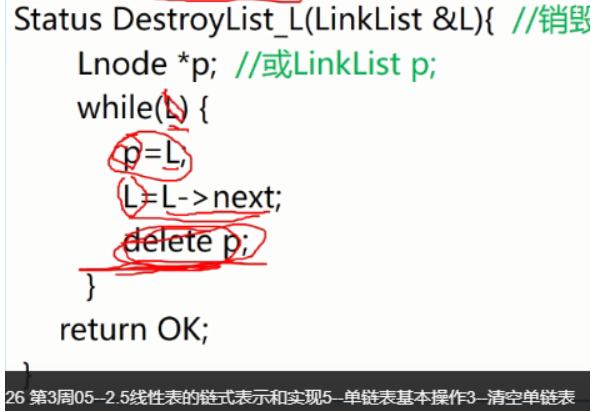 Status DestroyList_L(LinkList &L){ //销毁
Lnode *p; //或LinkList p;
while(L) {
p=L;
L=L->next;
delete p;
}
return OK;
}
26 第3周05--2.5线性表的链式表示和实现5--单链表基本操作3--清空单链表